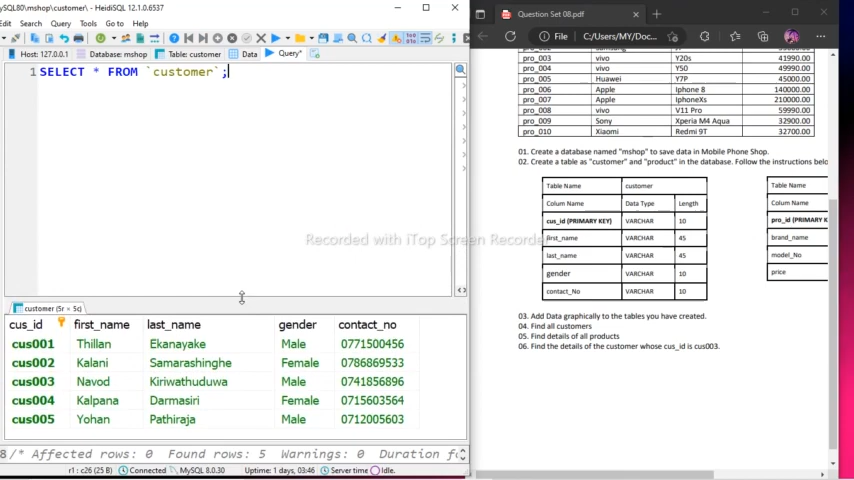 MySQL80\mshop\customer\ - HeidiSQL 12.1.0.6537
Edit Search Query Tools Go to Help
Host: 127.0.0.1 Database: mshop Table: customer Data Query*
1 SELECT * FROM `customer`;
customer (5r × 5c)
cus_id first_name last_name gender contact_no
cus001 Thillan Ekanayake Male 0771500456
cus002 Kalani Samarashinghe Female 0786869533
cus003 Navod Kiriwathuduwa Male 0741856896
cus004 Kalpana Darmasiri Female 0715603564
cus005 Yohan Pathiraja Male 0712005603
8 /* Affected rows: 0 Found rows: 5 Warnings: 0 Duration fo
r1 : c26 (25 B) Connected MySQL 8.0.30 Uptime: 1 days, 03:46 Server time Idle.
Recorded with iTop Screen Recorder
Question Set 08.pdf
File C:/Users/MY/Doc...
pro_003 vivo Y20s 41990.00
pro_004 vivo Y50 49990.00
pro_005 Huawei Y7P 45000.00
pro_006 Apple Iphone 8 140000.00
pro_007 Apple IphoneXs 210000.00
pro_008 vivo V11 Pro 59990.00
pro_009 Sony Xperia M4 Aqua 32900.00
pro_010 Xiaomi Redmi 9T 32700.00
01. Create a database named "mshop" to save data in Mobile Phone Shop.
02. Create a table as "customer" and "product" in the database. Follow the instructions belo
Table Name customer
Colum Name Data Type Length
cus_id (PRIMARY KEY) VARCHAR 10
first_name VARCHAR 45
last_name VARCHAR 45
gender VARCHAR 10
contact_No VARCHAR 10
Table Name
Colum Name
pro_id (PRIMARY K
brand_name
model_No
price
03. Add Data graphically to the tables you have created.
04. Find all customers
05. Find details of all products
06. Find the details of the customer whose cus_id is cus003.